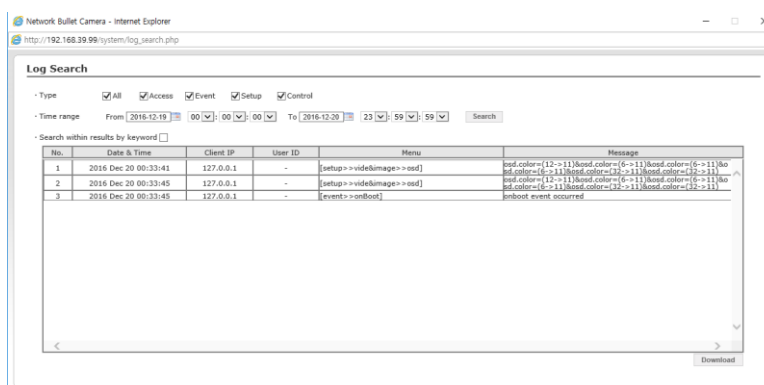 Network Bullet Camera - Internet Explorer
http://192.168.39.99/system/log_search.php
Log Search
· Type All Access Event Setup Control
· Time range From 2016-12-19 00 : 00 : 00 To 2016-12-20 23 : 59 : 59 Search
· Search within results by keyword
No. Date & Time Client IP User ID Menu Message
1 2016 Dec 20 00:33:41 127.0.0.1 - [setup>>vide&image>>osd] osd.color=(12->11)&osd.color=(6->11)&osd.color=(6->11)&o
sd.color=(6->11)&osd.color=(32->11)&osd.color=(32->11)
2 2016 Dec 20 00:33:45 127.0.0.1 - [setup>>vide&image>>osd] osd.color=(12->11)&osd.color=(6->11)&osd.color=(6->11)&o
sd.color=(6->11)&osd.color=(32->11)&osd.color=(32->11)
3 2016 Dec 20 00:33:45 127.0.0.1 - [event>>onBoot] onboot event occurred
Download